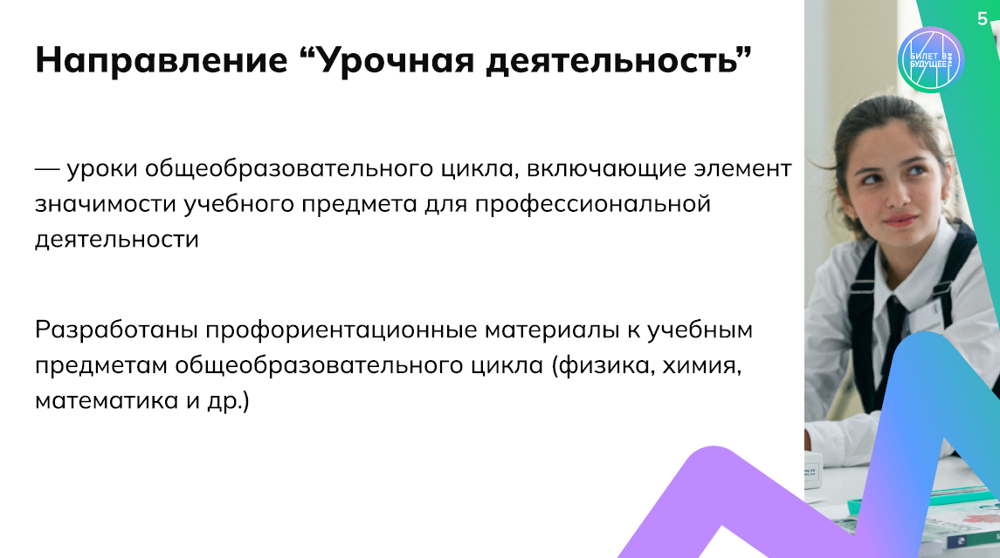 5
Направление “Урочная деятельность”
БИЛЕТ В
БУДУЩЕЕ
— уроки общеобразовательного цикла, включающие элемент
значимости учебного предмета для профессиональной
деятельности
Разработаны профориентационные материалы к учебным
предметам общеобразовательного цикла (физика, химия,
математика и др.)